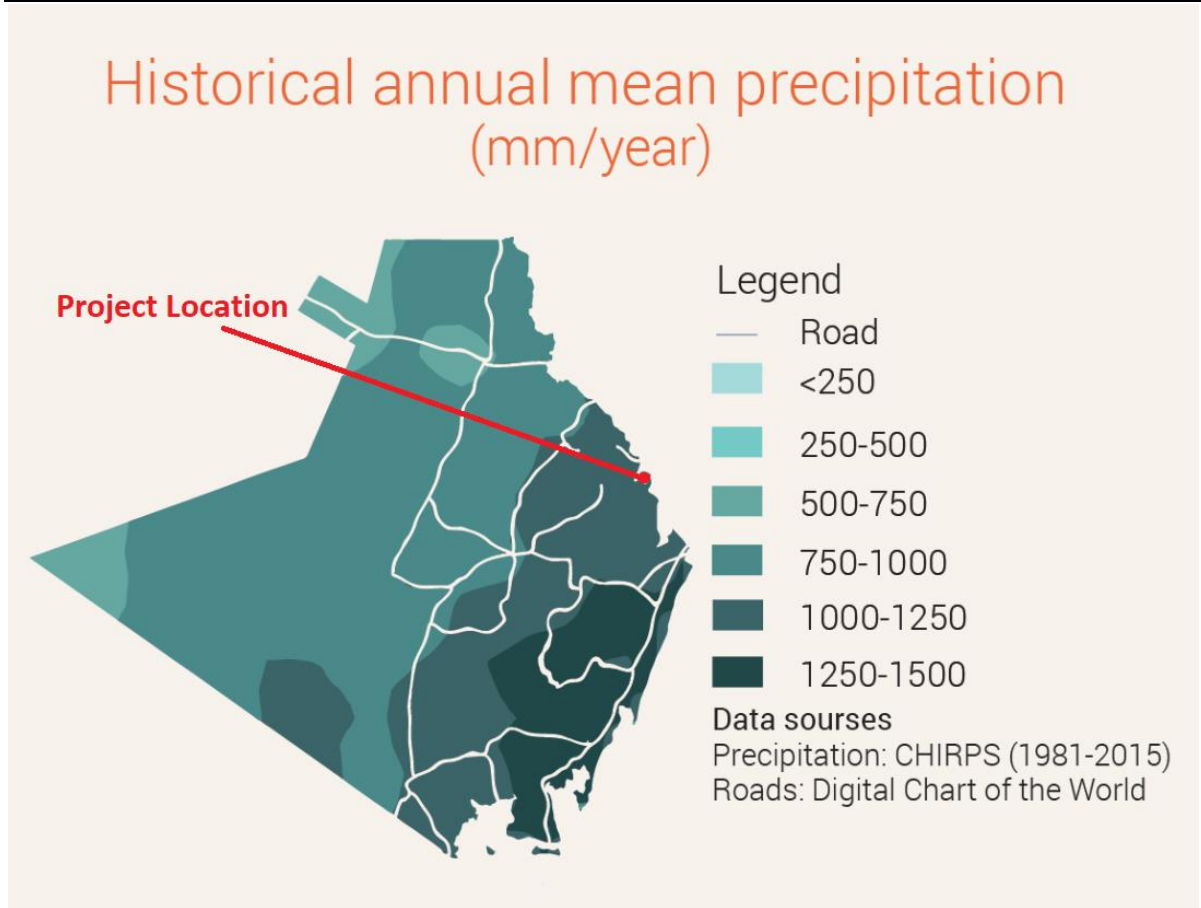 Historical annual mean precipitation
(mm/year)
Project Location
Legend
Road
<250
250-500
500-750
750-1000
1000-1250
1250-1500
Data sourses
Precipitation: CHIRPS (1981-2015)
Roads: Digital Chart of the World